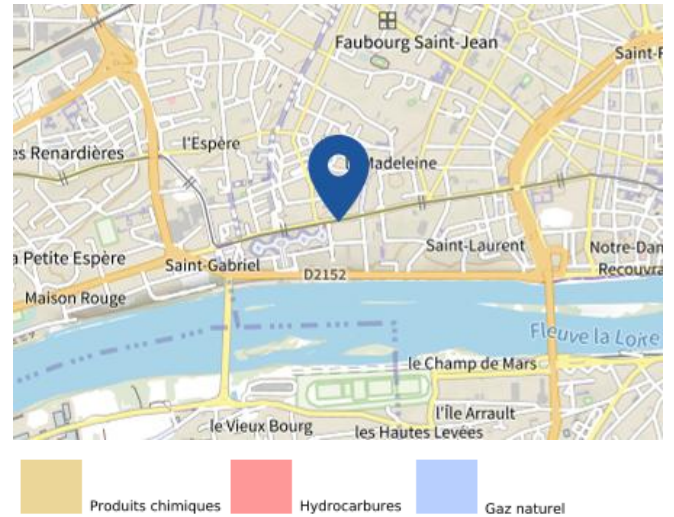 Faubourg Saint-Jean
l'Espère
es Renardières
Madeleine
a Petite Espère
Saint-Gabriel
Saint-Laurent
Notre-Dan
Recouvra
D2152
Maison Rouge
Fleuve la Loire
le Champ de Mars
l'Île Arrault
le Vieux Bourg
les Hautes Levées
Produits chimiques
Hydrocarbures
Gaz naturel